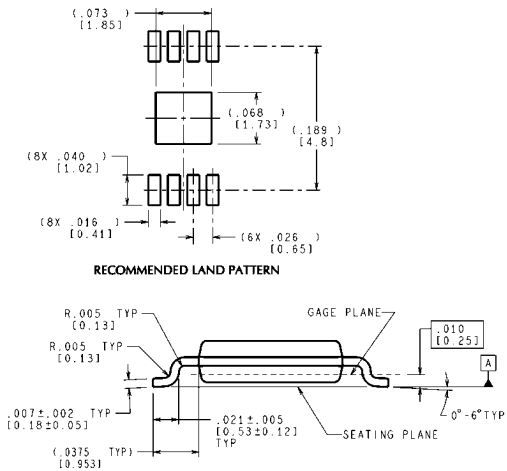 (.073 )
[1.85]
(.068 )
[1.73]
(.189 )
[4.8]
(8X .040 )
[1.02]
(8X .016 )
[0.41]
(6X .026 )
[0.65]
RECOMMENDED LAND PATTERN
R.005 TYP
[0.13]
GAGE PLANE
.010
[0.25]
R.005 TYP
[0.13]
A
.007±.002 TYP
[0.18±0.05]
.021±.005
[0.53±0.12]
TYP
0°-6°TYP
SEATING PLANE
(.0375 TYP)
[0.953]